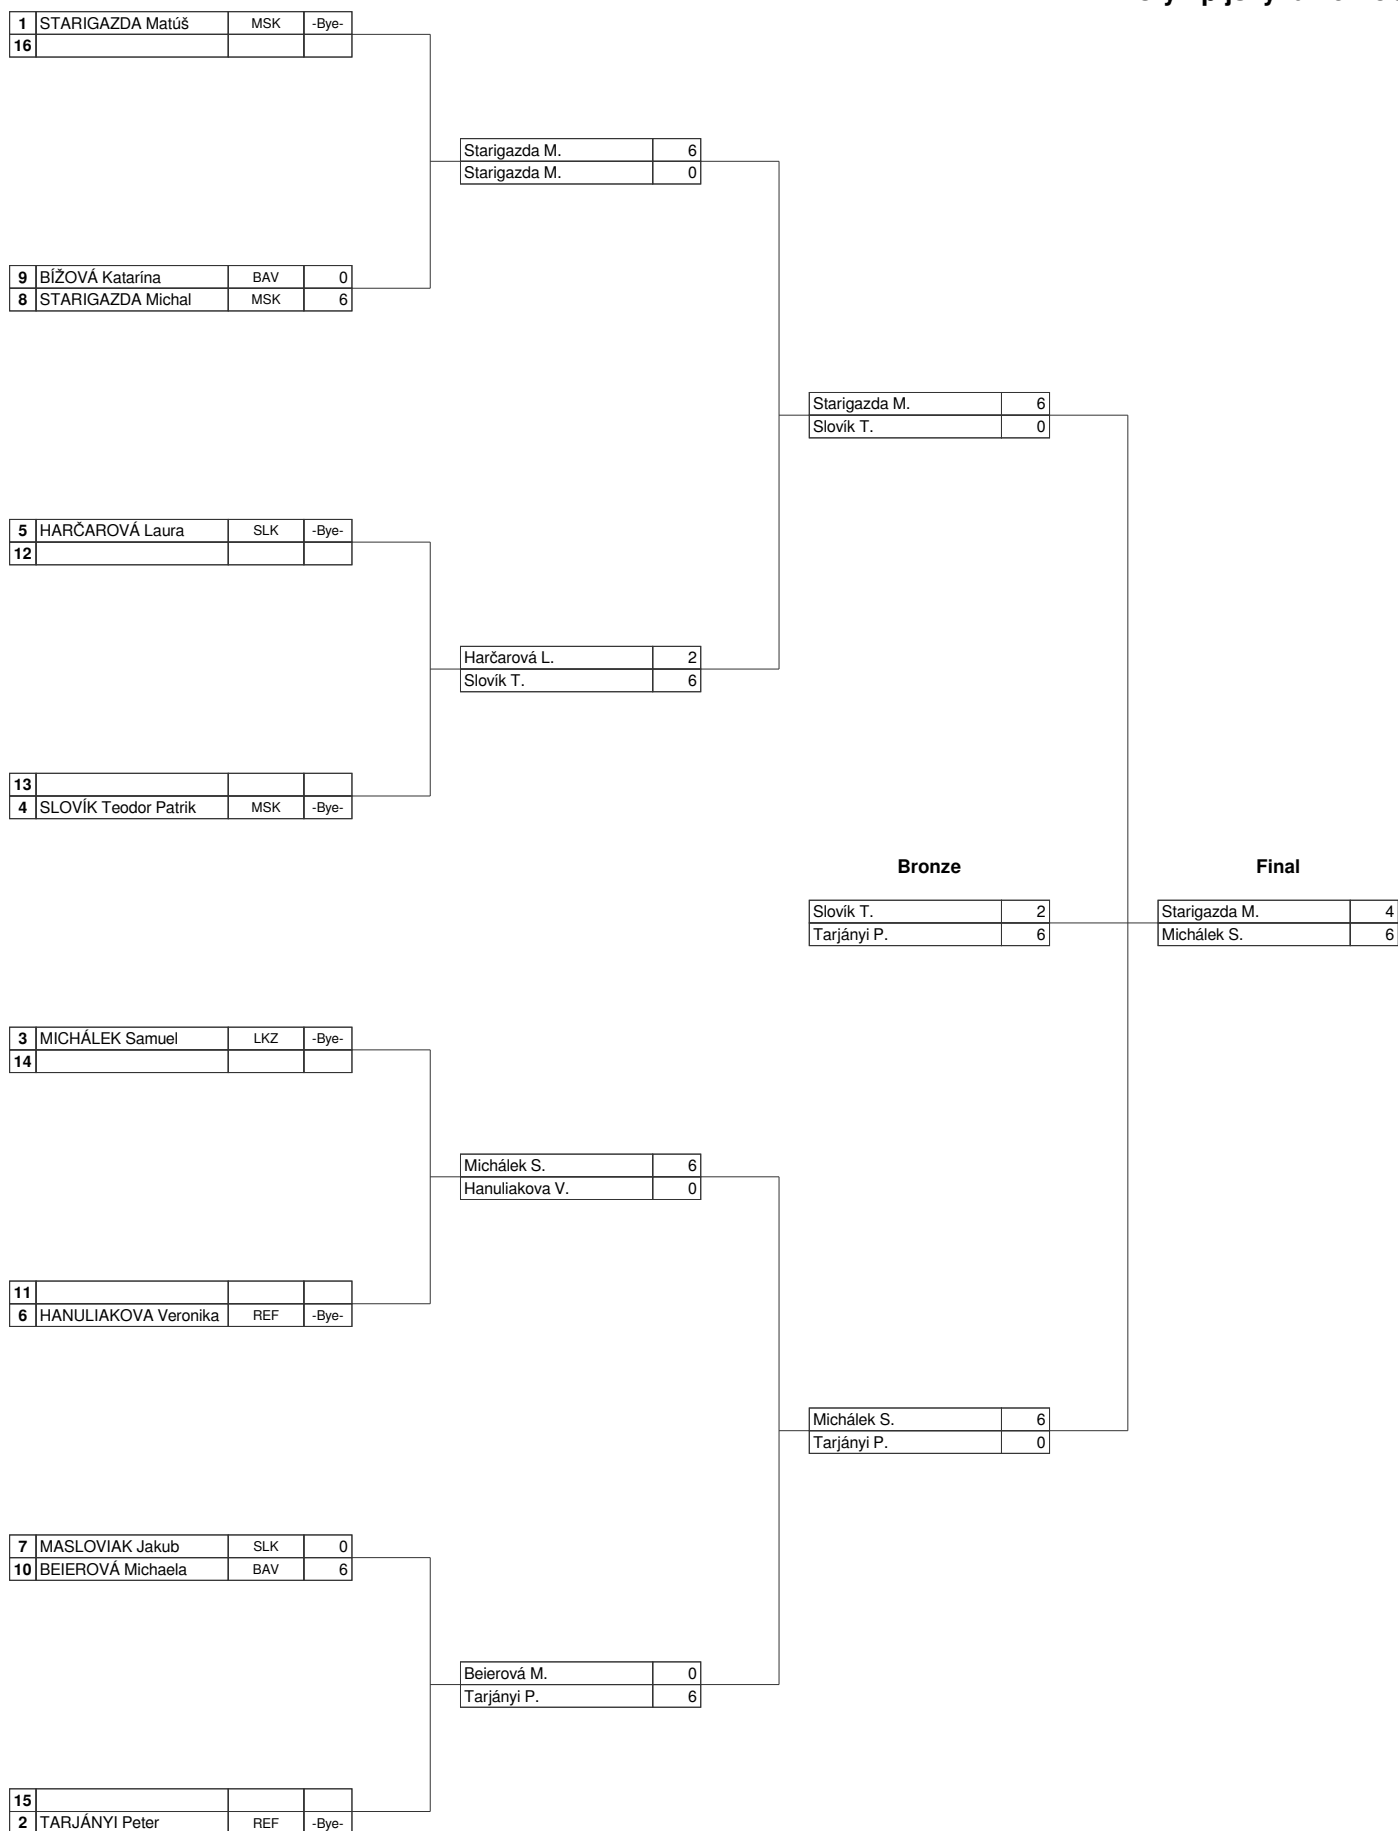 1 STARIGAZDA Matúš MSK -Bye-
16
Starigazda M. 6
Starigazda M. 0
9 BÍŽOVÁ Katarína BAV 0
8 STARIGAZDA Michal MSK 6
Starigazda M. 6
Slovík T. 0
5 HARČAROVÁ Laura SLK -Bye-
12
Harčarová L. 2
Slovík T. 6
13
4 SLOVÍK Teodor Patrik MSK -Bye-
Bronze Final
Slovík T. 2 Starigazda M. 4
Tarjányi P. 6 Michálek S. 6
3 MICHÁLEK Samuel LKZ -Bye-
14
Michálek S. 6
Hanuliakova V. 0
11
6 HANULIAKOVA Veronika REF -Bye-
Michálek S. 6
Tarjányi P. 0
7 MASLOVIAK Jakub SLK 0
10 BEIEROVÁ Michaela BAV 6
Beierová M. 0
Tarjányi P. 6
15
2 TARJÁNYI Peter REF -Bye-